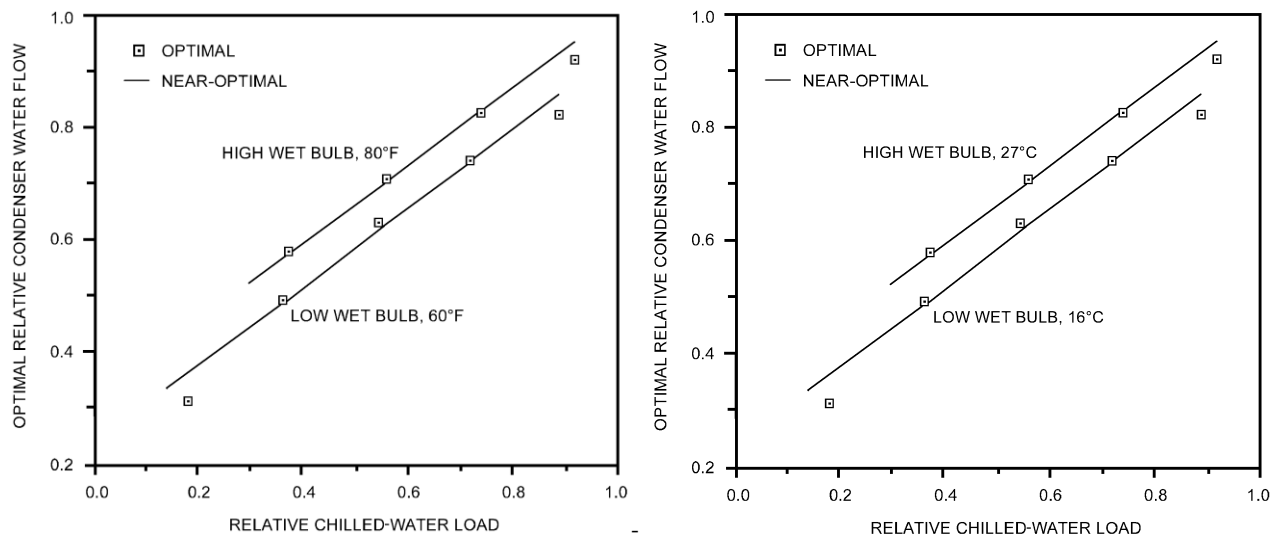 OPTIMAL RELATIVE CONDENSER WATER FLOW
1.0
0.8
0.6
0.4
0.2
OPTIMAL
NEAR-OPTIMAL
HIGH WET BULB, 80°F
LOW WET BULB, 60°F
0.0 0.2 0.4 0.6 0.8 1.0
RELATIVE CHILLED-WATER LOAD
OPTIMAL RELATIVE CONDENSER WATER FLOW
1.0
0.8
0.6
0.4
0.2
OPTIMAL
NEAR-OPTIMAL
HIGH WET BULB, 27°C
LOW WET BULB, 16°C
0.0 0.2 0.4 0.6 0.8 1.0
RELATIVE CHILLED-WATER LOAD